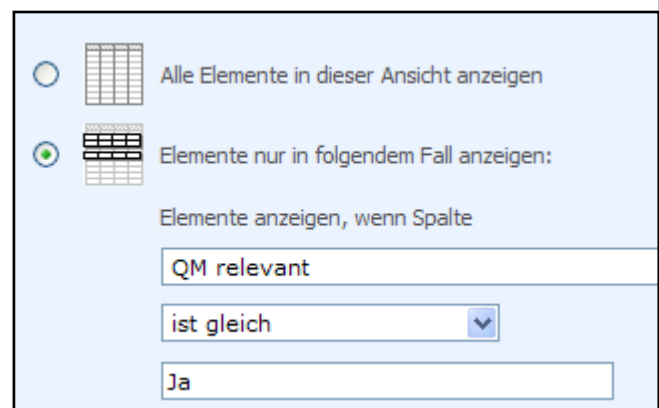 Alle Elemente in dieser Ansicht anzeigen
Elemente nur in folgendem Fall anzeigen:
Elemente anzeigen, wenn Spalte
QM relevant
ist gleich
Ja